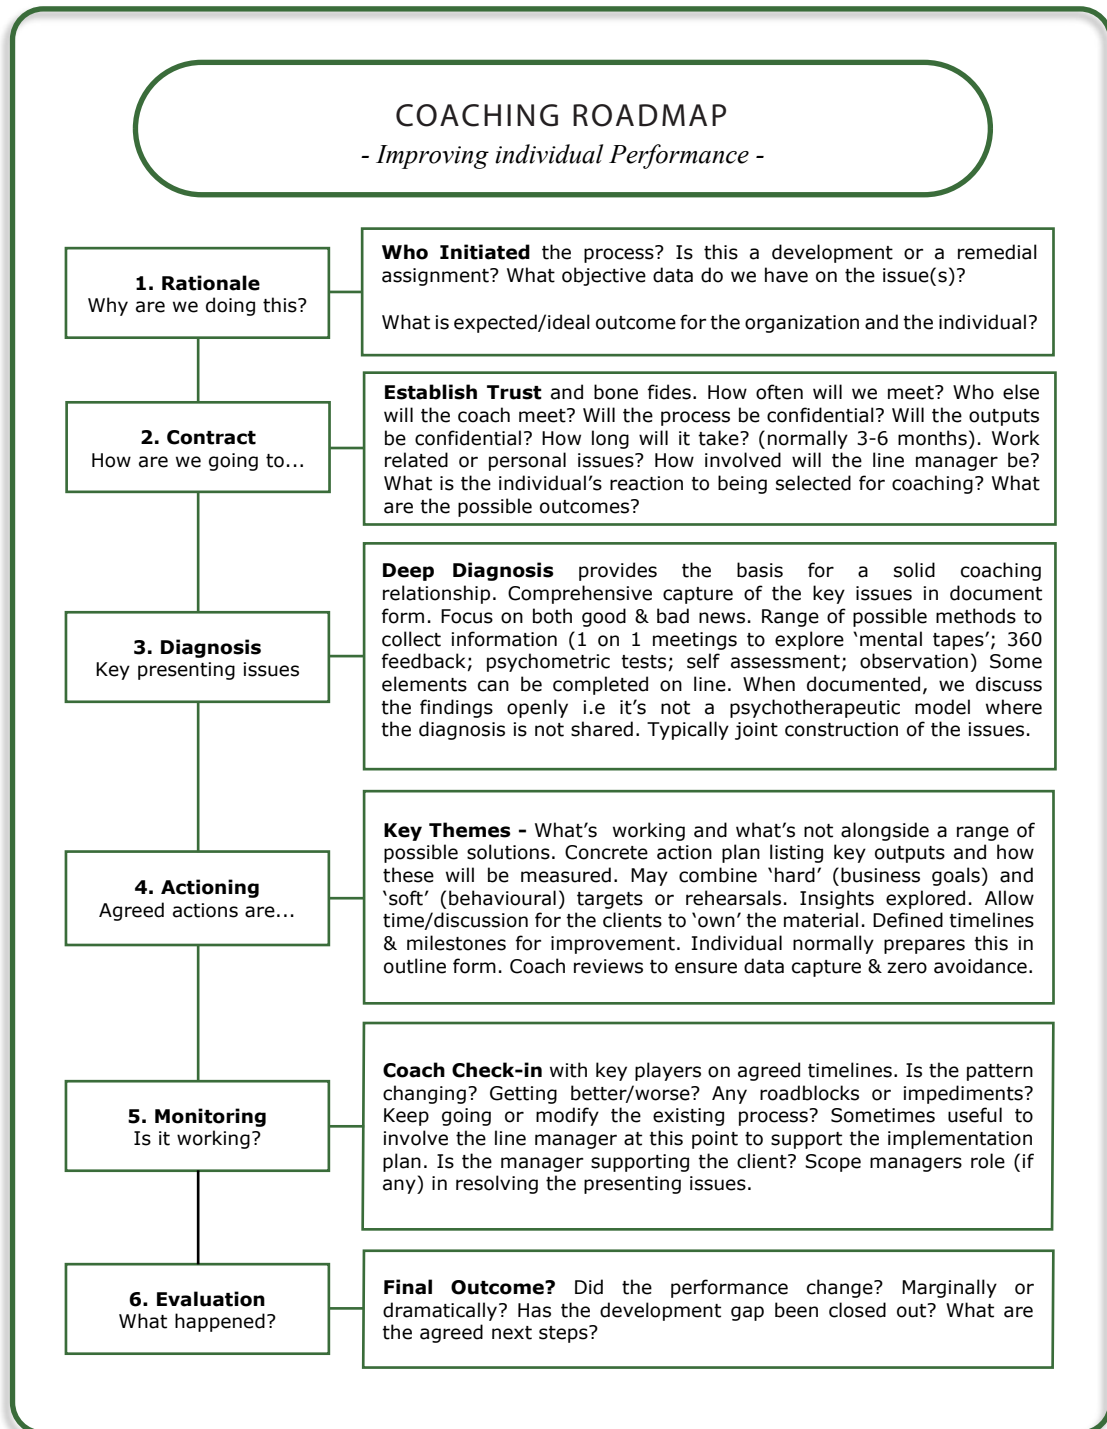 COACHING ROADMAP
- Improving individual Performance -
1. Rationale
Why are we doing this?
Who Initiated the process? Is this a development or a remedial
assignment? What objective data do we have on the issue(s)?
What is expected/ideal outcome for the organization and the individual?
2. Contract
How are we going to...
Establish Trust and bone fides. How often will we meet? Who else
will the coach meet? Will the process be confidential? Will the outputs
be confidential? How long will it take? (normally 3-6 months). Work
related or personal issues? How involved will the line manager be?
What is the individual's reaction to being selected for coaching? What
are the possible outcomes?
3. Diagnosis
Key presenting issues
Deep Diagnosis provides the basis for a solid coaching
relationship. Comprehensive capture of the key issues in document
form. Focus on both good & bad news. Range of possible methods to
collect information (1 on 1 meetings to explore ‘mental tapes’; 360
feedback; psychometric tests; self assessment; observation) Some
elements can be completed on line. When documented, we discuss
the findings openly i.e it’s not a psychotherapeutic model where
the diagnosis is not shared. Typically joint construction of the issues.
4. Actioning
Agreed actions are...
Key Themes - What’s working and what’s not alongside a range of
possible solutions. Concrete action plan listing key outputs and how
these will be measured. May combine ‘hard’ (business goals) and
‘soft’ (behavioural) targets or rehearsals. Insights explored. Allow
time/discussion for the clients to ‘own’ the material. Defined timelines
& milestones for improvement. Individual normally prepares this in
outline form. Coach reviews to ensure data capture & zero avoidance.
5. Monitoring
Is it working?
Coach Check-in with key players on agreed timelines. Is the pattern
changing? Getting better/worse? Any roadblocks or impediments?
Keep going or modify the existing process? Sometimes useful to
involve the line manager at this point to support the implementation
plan. Is the manager supporting the client? Scope managers role (if
any) in resolving the presenting issues.
6. Evaluation
What happened?
Final Outcome? Did the performance change? Marginally or
dramatically? Has the development gap been closed out? What are
the agreed next steps?